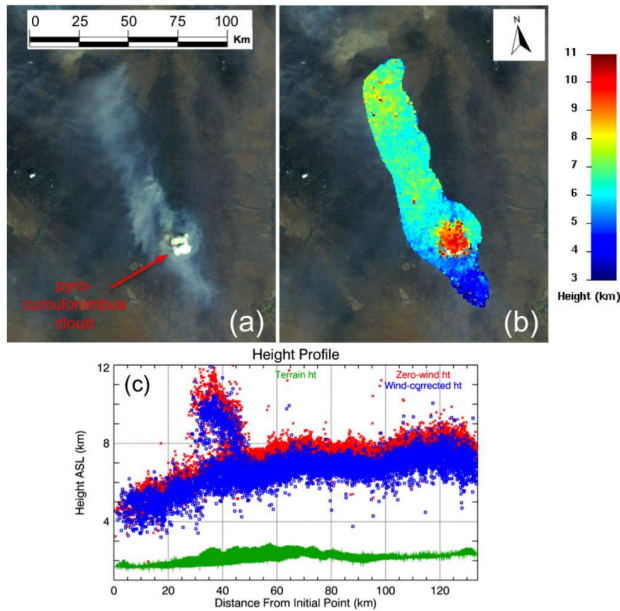 0 25 50 75 100
Km
pyro-
cumulonimbus
cloud
(a)
N
(b)
11
10
9
8
7
6
5
4
3
Height (km)
Height Profile
(c)
Terrain ht
Zero-wind ht
Wind-corrected ht
12
8
4
Height ASL (km)
0 20 40 60 80 100 120
Distance From Initial Point (km)